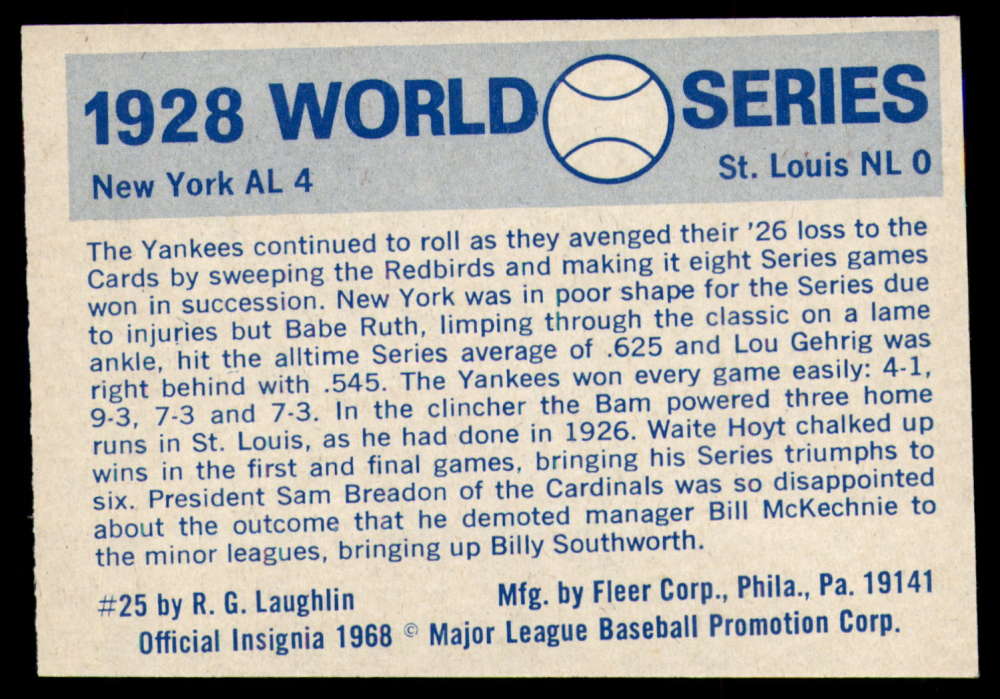 1928 WORLD SERIES
New York AL 4 St. Louis NL 0
The Yankees continued to roll as they avenged their '26 loss to the
Cards by sweeping the Redbirds and making it eight Series games
won in succession. New York was in poor shape for the Series due
to injuries but Babe Ruth, limping through the classic on a lame
ankle, hit the alltime Series average of .625 and Lou Gehrig was
right behind with .545. The Yankees won every game easily: 4-1,
9-3, 7-3 and 7-3. In the clincher the Bam powered three home
runs in St. Louis, as he had done in 1926. Waite Hoyt chalked up
wins in the first and final games, bringing his Series triumphs to
six. President Sam Breadon of the Cardinals was so disappointed
about the outcome that he demoted manager Bill McKechnie to
the minor leagues, bringing up Billy Southworth.
#25 by R. G. Laughlin Mfg. by Fleer Corp., Phila., Pa. 19141
Official Insignia 1968 © Major League Baseball Promotion Corp.